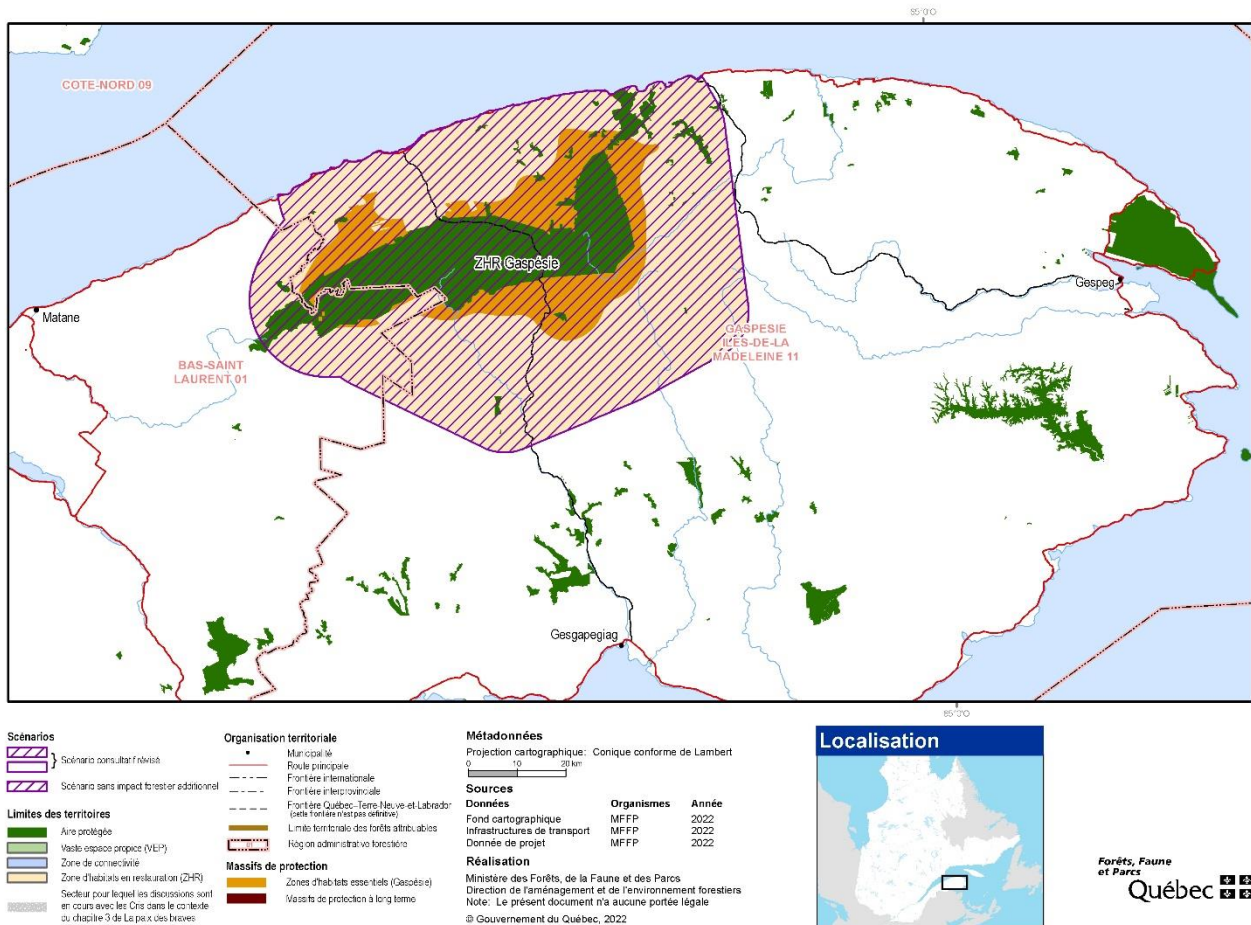 65°0'O
COTE-NORD 09
ZHR Gaspésie
Gespeg
Matane
GASPESIE
ILES-DE-LA
MADELEINE 11
BAS-SAINT
LAURENT 01
Gesgapegiag
65°0'O
Scénarios
Scénario consultatif révisé
Scénario sans impact forestier additionnel
Limites des territoires
Aire protégée
Vaste espace propice (VEP)
Zone de connectivité
Zone d'habitats en restauration (ZHR)
Secteur pour lequel les discussions sont
en cours avec les Cris dans le contexte
du chapitre 3 de La paix des braves
Organisation territoriale
Municipalité
Route principale
Frontière internationale
Frontière interprovinciale
Frontière Québec–Terre-Neuve-et-Labrador
(cette frontière n'est pas définitive)
Limite territoriale des forêts attribuables
Région administrative forestière
Massifs de protection
Zones d'habitats essentiels (Gaspésie)
Massifs de protection à long terme
Métadonnées
Projection cartographique: Conique conforme de Lambert
0 10 20 km
Sources
Données Organismes Année
Fond cartographique MFFP 2022
Infrastructures de transport MFFP 2022
Donnée de projet MFFP 2022
Réalisation
Ministère des Forêts, de la Faune et des Parcs
Direction de l'aménagement et de l'environnement forestiers
Note: Le présent document n'a aucune portée légale
© Gouvernement du Québec, 2022
Localisation
Forêts, Faune
et Parcs
Québec